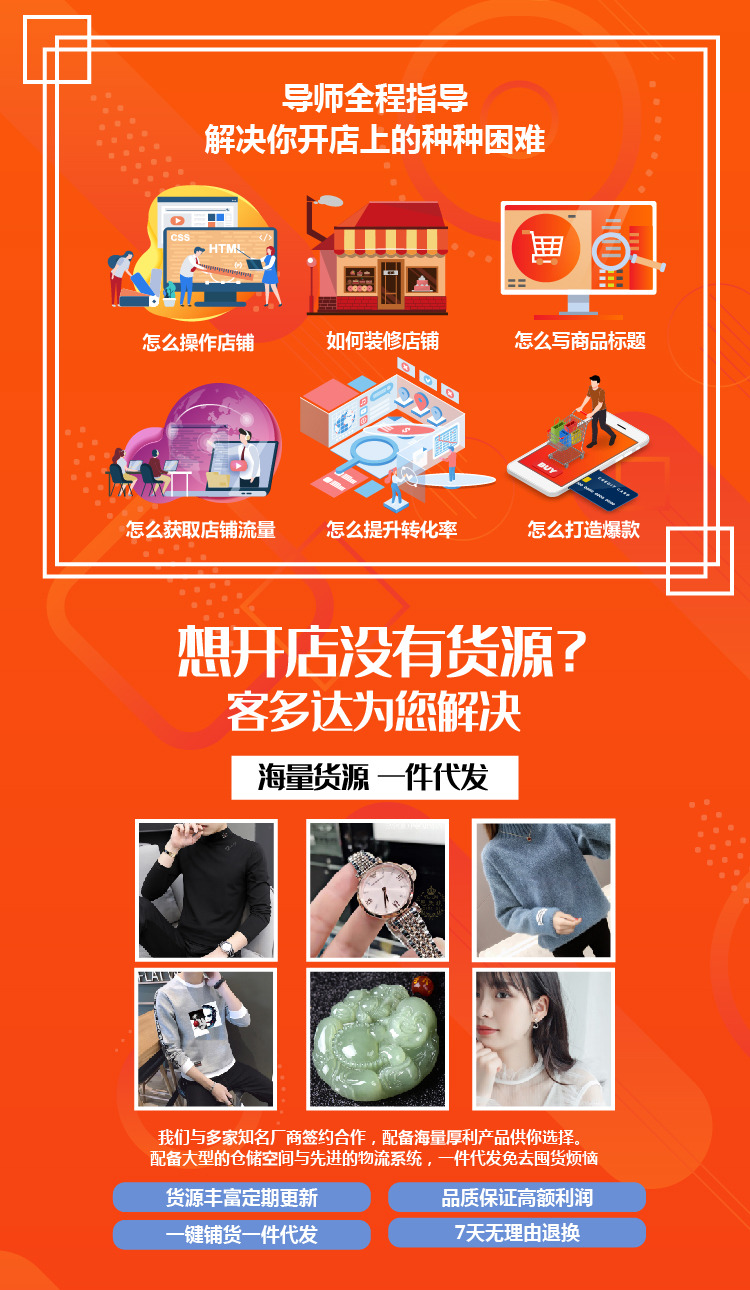 导师全程指导
解决你开店上的种种困难
CSS
HTML
</>
怎么操作店铺
如何装修店铺
怎么写商品标题
BUY
CREDIT CARD
怎么获取店铺流量
怎么提升转化率
怎么打造爆款
想开店没有货源?
客多达为您解决
海量货源 一件代发
我们与多家知名厂商签约合作，配备海量厚利产品供你选择。
配备大型的仓储空间与先进的物流系统，一件代发免去囤货烦恼
货源丰富定期更新
品质保证高额利润
一键铺货一件代发
7天无理由退换